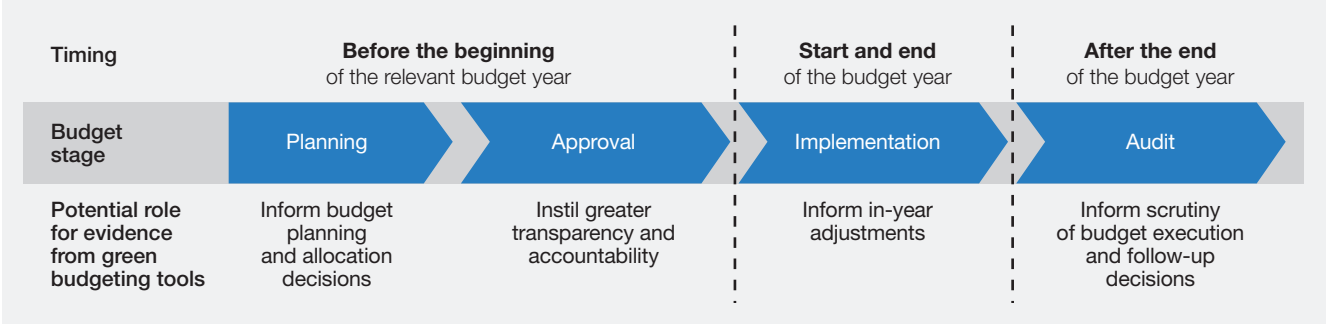 Timing
Before the beginning
of the relevant budget year
Start and end
of the budget year
After the end
of the budget year
Budget
stage
Planning
Approval
Implementation
Audit
Potential role
for evidence
from green
budgeting tools
Inform budget
planning
and allocation
decisions
Instil greater
transparency and
accountability
Inform in-year
adjustments
Inform scrutiny
of budget execution
and follow-up
decisions